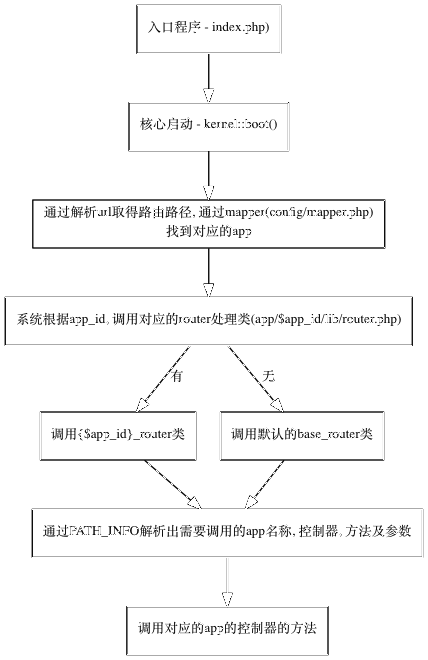 入口程序 - index.php)
核心启动 - kernel::boot()
通过解析url取得路由路径, 通过mapper(config/mapper.php)
找到对应的app
系统根据app_id, 调用对应的router处理类(app/$app_id/lib/router.php)
有
无
调用{$app_id}_router类
调用默认的base_router类
通过PATH_INFO解析出需要调用的app名称, 控制器, 方法及参数
调用对应的app的控制器的方法